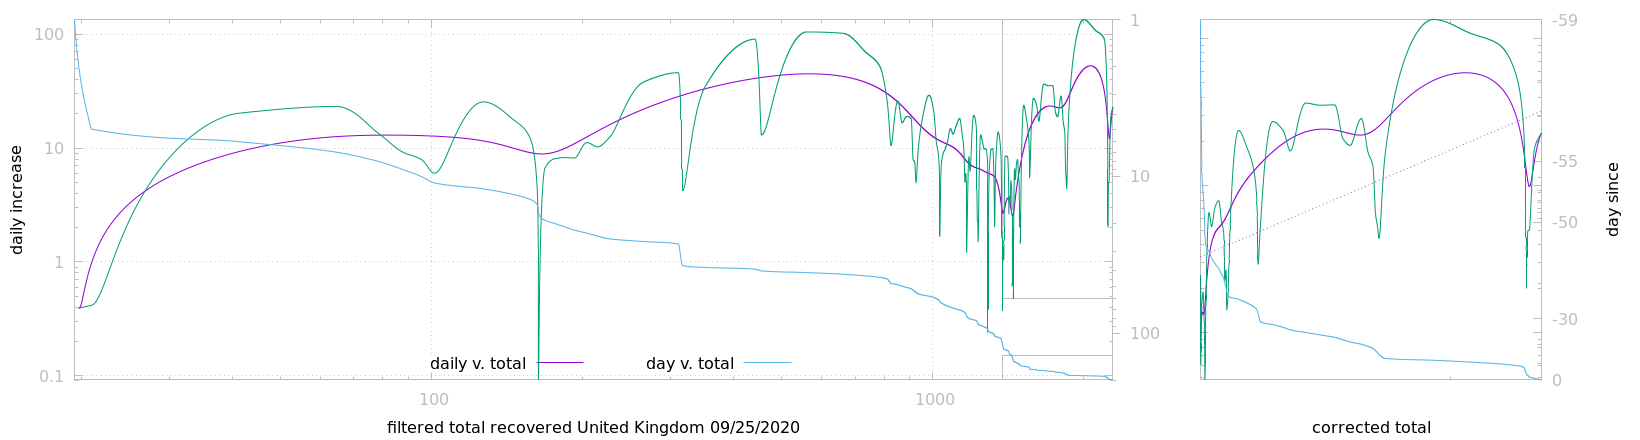 100
10
1
0.1
daily increase
100
1000
1
10
100
daily v. total
day v. total
filtered total recovered United Kingdom 09/25/2020
-59
-55
-50
-30
0
day since
corrected total